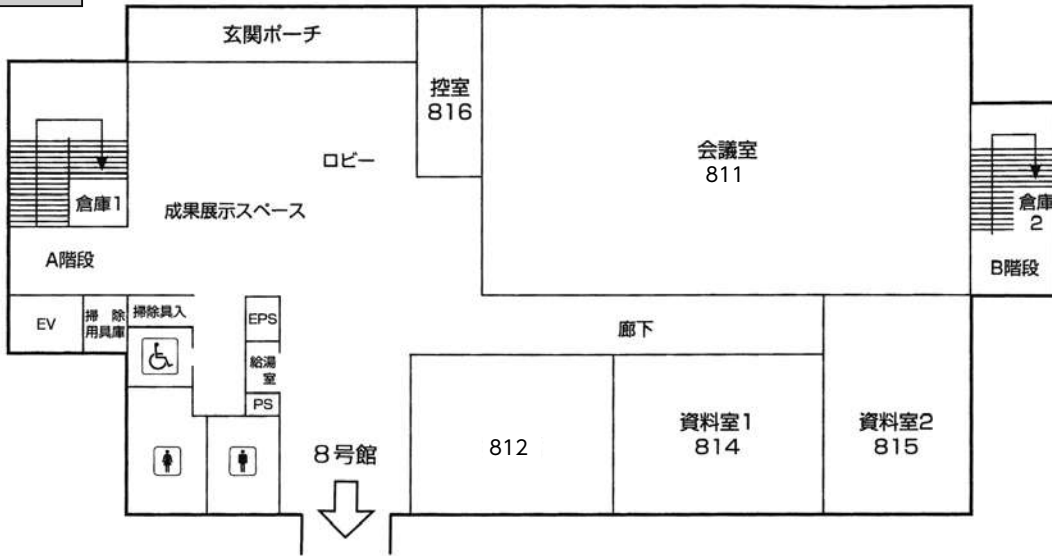 玄関ポーチ
控室
816
会議室
811
ロビー
倉庫1
成果展示スペース
倉庫
2
A階段
B階段
EV
掃除
用具庫
掃除具入
EPS
廊下
給湯
室
PS
資料室1
814
資料室2
815
812
8号館